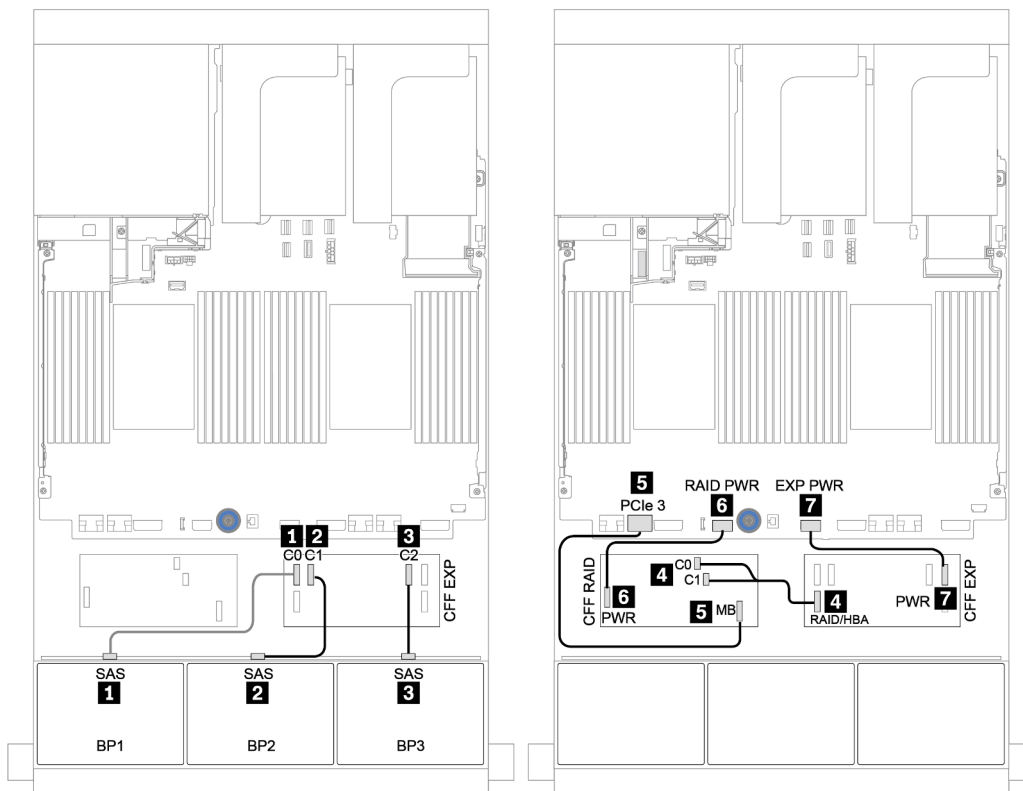 1 2 3
C0 C1 C2
CFF EXP
SAS SAS SAS
1 2 3
BP1 BP2 BP3
5 RAID PWR EXP PWR
PCIe 3 6 7
CFF RAID
C0
4 C1
6
PWR
5 MB
4
RAID/HBA
PWR 7
CFF EXP